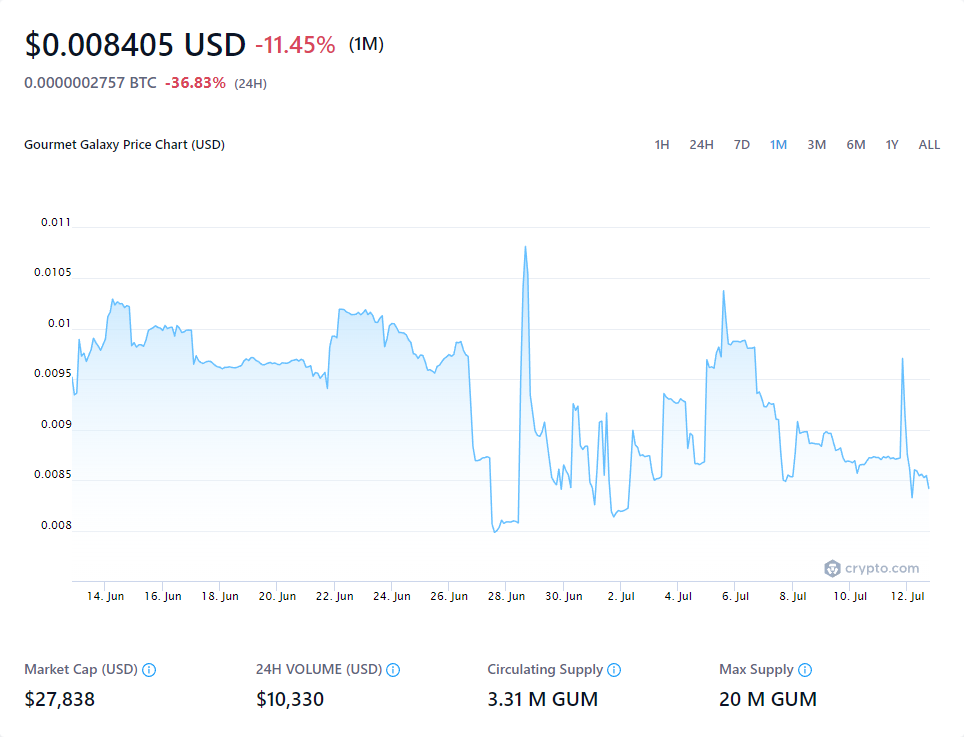 $0.008405 USD -11.45% (1M)
0.0000002757 BTC -36.83% (24H)
Gourmet Galaxy Price Chart (USD) 1H 24H 7D 1M 3M 6M 1Y ALL
0.011
0.0105
0.01
0.0095
0.009
0.0085
0.008
crypto.com
14. Jun 16. Jun 18. Jun 20. Jun 22. Jun 24. Jun 26. Jun 28. Jun 30. Jun 2. Jul 4. Jul 6. Jul 8. Jul 10. Jul 12. Jul
Market Cap (USD) 24H VOLUME (USD) Circulating Supply Max Supply
$27,838 $10,330 3.31 M GUM 20 M GUM